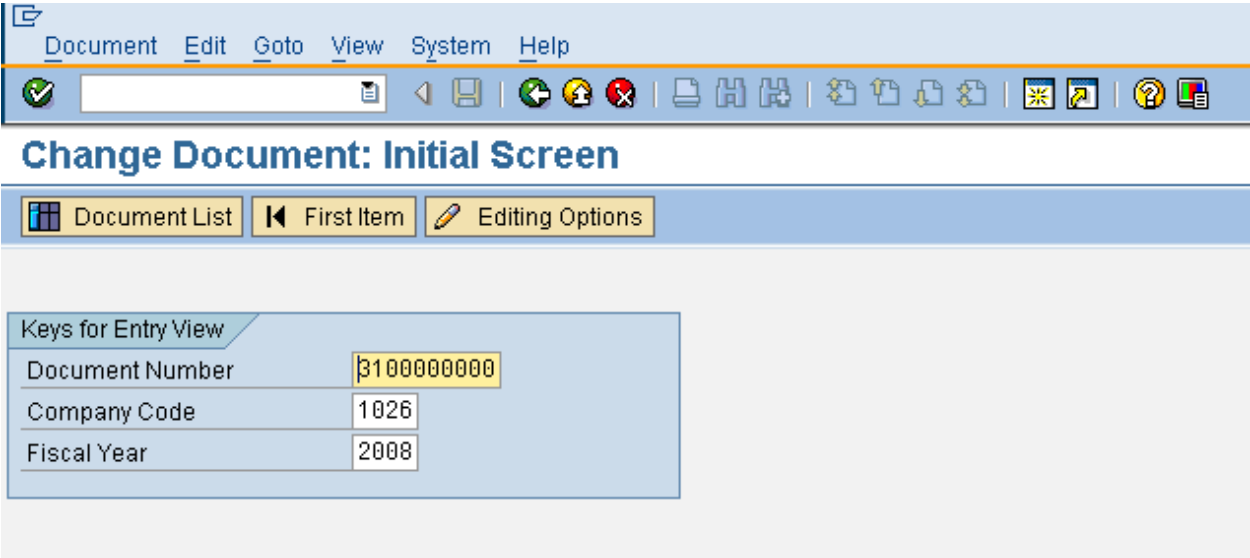 Document Edit Goto View System Help
Change Document: Initial Screen
Document List First Item Editing Options
Keys for Entry View
Document Number 3100000000
Company Code 1026
Fiscal Year 2008